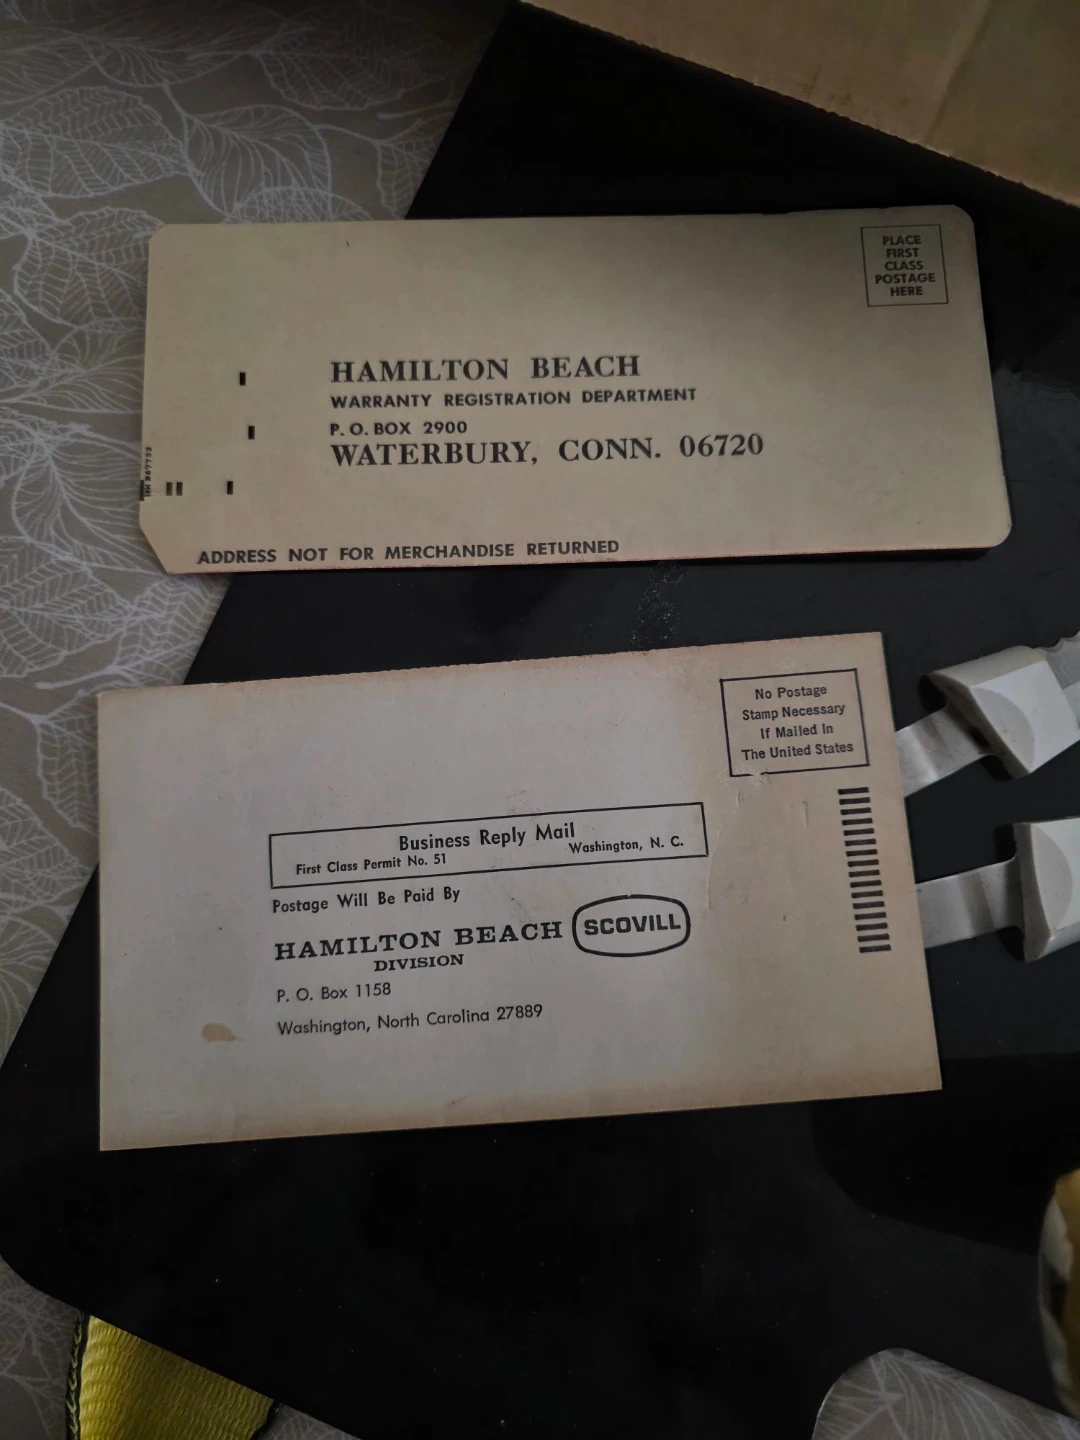 PLACE
FIRST
CLASS
POSTAGE
HERE
HAMILTON BEACH
WARRANTY REGISTRATION DEPARTMENT
P.O. BOX 2900
WATERBURY, CONN. 06720
ADDRESS NOT FOR MERCHANDISE RETURNED
No Postage
Stamp Necessary
If Mailed In
The United States
Business Reply Mail
First Class Permit No. 51 Washington, N. C.
Postage Will Be Paid By
HAMILTON BEACH SCOVILL
DIVISION
P. O. Box 1158
Washington, North Carolina 27889